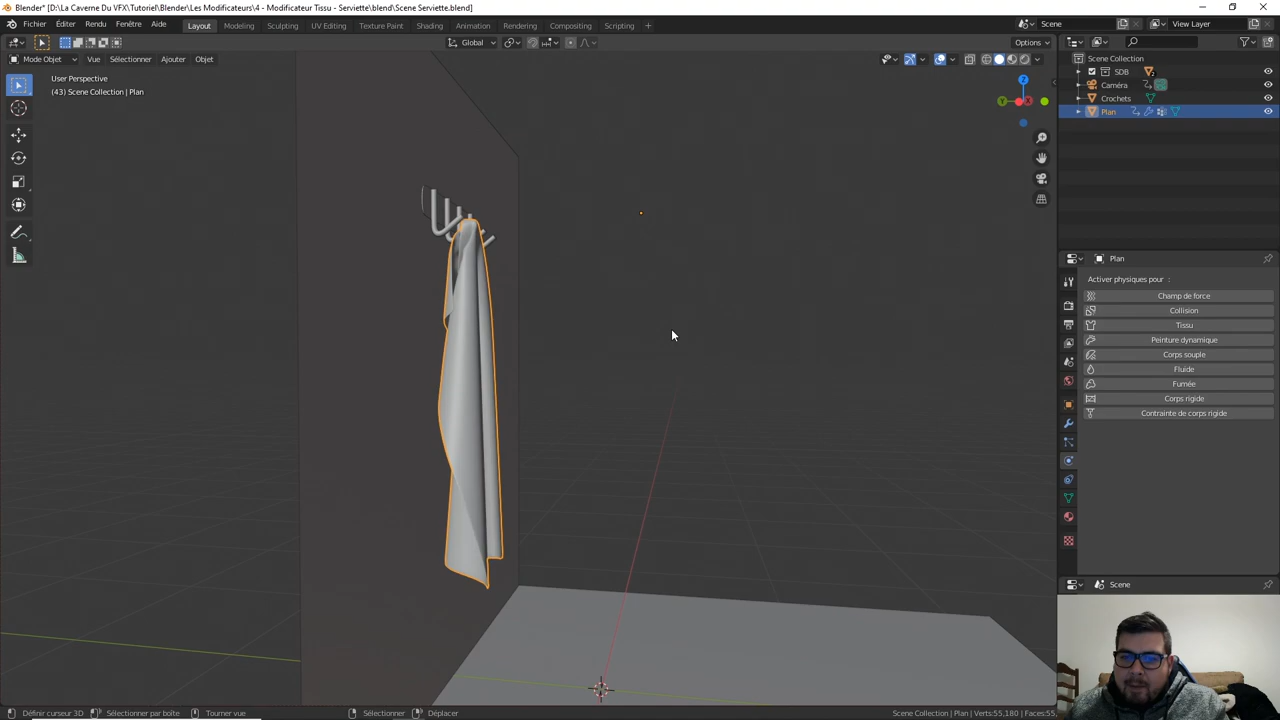 Blender* [D:\La Caverne Du VFX\Tutoriel\Blender\Les Modificateurs\4 - Modificateur Tissu - Serviette\blend\Scene Serviette.blend]
Fichier Éditer Rendu Fenêtre Aide Layout Modeling Sculpting UV Editing Texture Paint Shading Animation Rendering Compositing Scripting + Scene View Layer
Global Options
Mode Objet Vue Sélectionner Ajouter Objet
User Perspective
(43) Scene Collection | Plan
Z
Y
X
Scene Collection
SDB
Caméra
Crochets
Plan
Plan
Activer physiques pour :
Champ de force
Collision
Tissu
Peinture dynamique
Corps souple
Fluide
Fumée
Corps rigide
Contrainte de corps rigide
Scene
Définir curseur 3D Sélectionner par boîte Tourner vue Sélectionner Déplacer Scene Collection | Plan | Verts:55,180 | Faces:55,